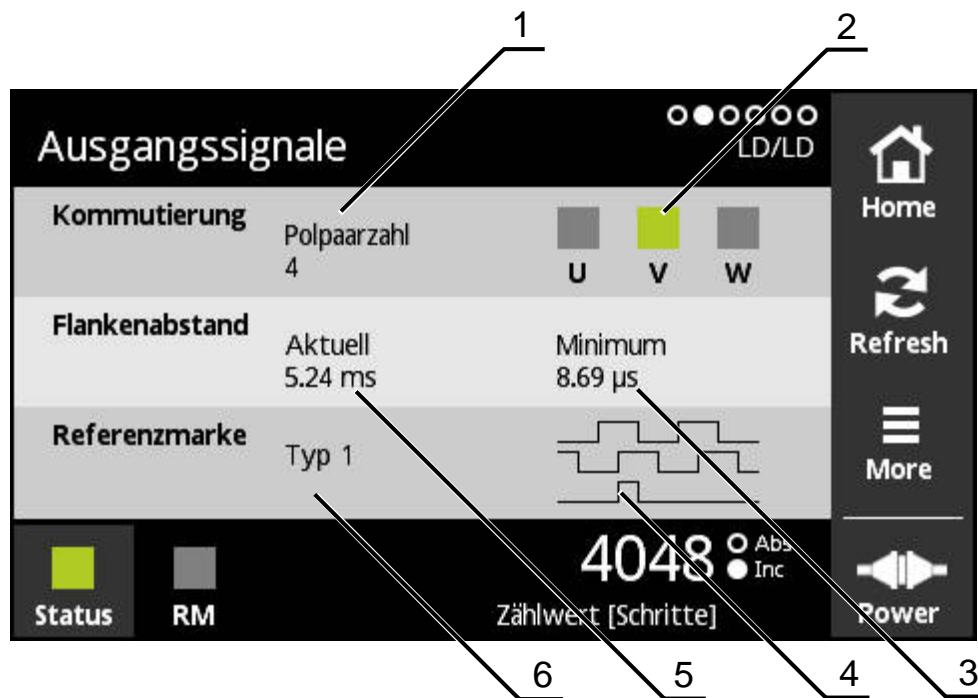 1
2
Ausgangssignale
LD/LD
Home
Kommutierung
Polpaarzahl
4
U V W
Refresh
Flankenabstand
Aktuell
5.24 ms
Minimum
8.69 µs
More
Referenzmarke
Typ 1
Status
RM
4048
Abs
Inc
Zählwert [Schritte]
Power
6
5
4
3